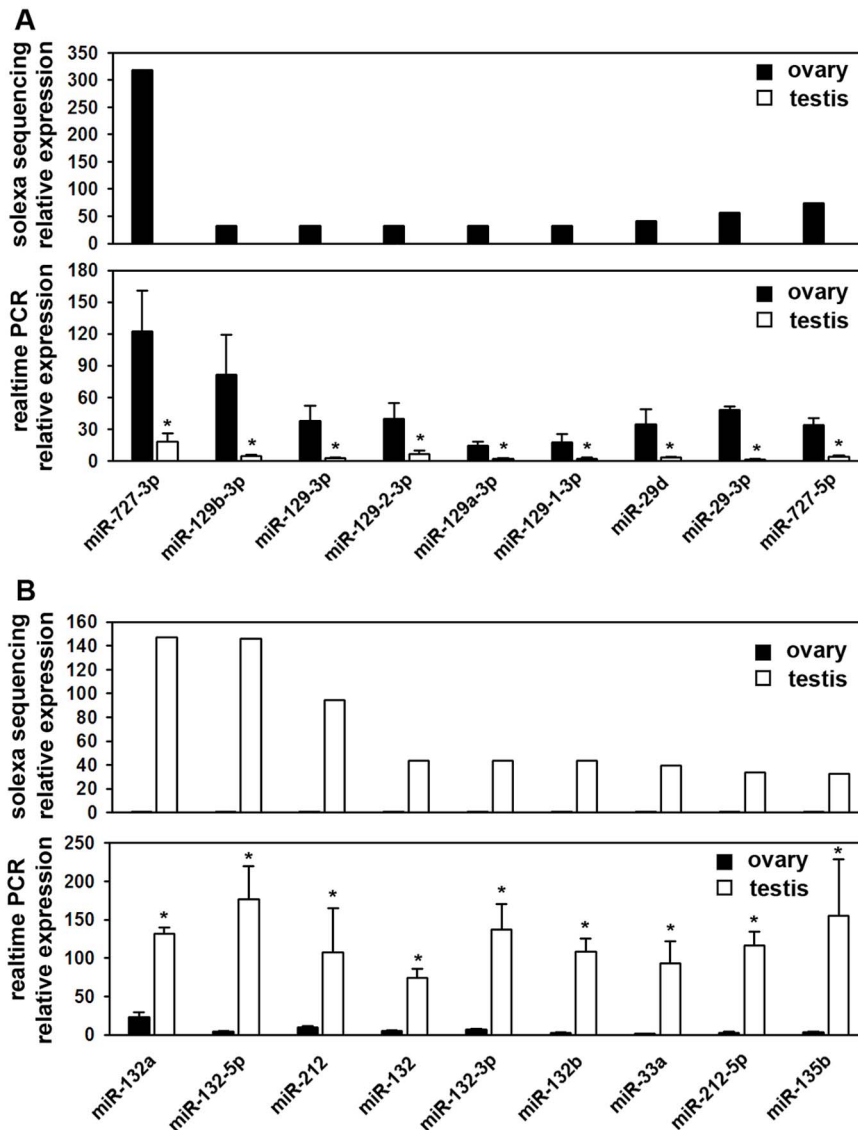 A
solexa sequencing
relative expression
350
300
250
200
150
100
50
0
ovary
testis
realtime PCR
relative expression
180
150
120
90
60
30
0
ovary
testis
* * * * * * * * *
miR-727-3p miR-129b-3p miR-129-3p miR-129-2-3p miR-129a-3p miR-129-1-3p miR-29d miR-29-3p miR-727-5p
B
solexa sequencing
relative expression
160
140
120
100
80
60
40
20
0
ovary
testis
realtime PCR
relative expression
250
200
150
100
50
0
ovary
testis
* * * * * * * * *
miR-132a miR-132-5p miR-212 miR-132 miR-132-3p miR-132b miR-33a miR-212-5p miR-135b